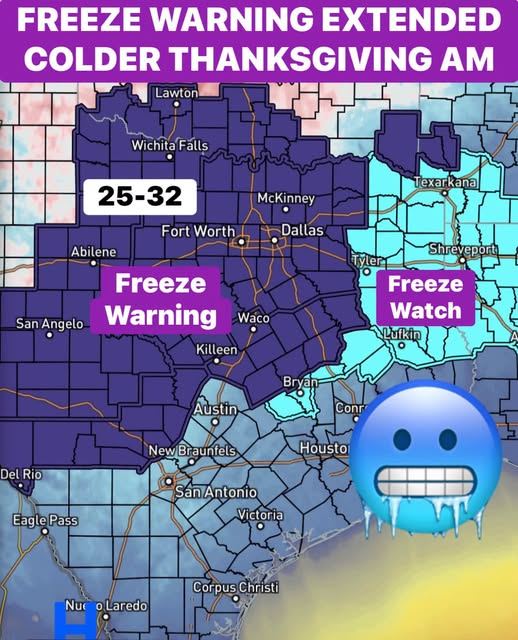 FREEZE WARNING EXTENDED
COLDER THANKSGIVING AM
Lawton
Wichita Falls
Texarkana
25-32
McKinney
Fort Worth
Dallas
Shreveport
Abilene
Tyler
Freeze
Warning
Freeze
Watch
San Angelo
Waco
Lufkin
Killeen
Bryan
Austin
Conr
New Braunfels
Housto
Del Rio
San Antonio
Eagle Pass
Victoria
Corpus Christi
Nuevo Laredo
H